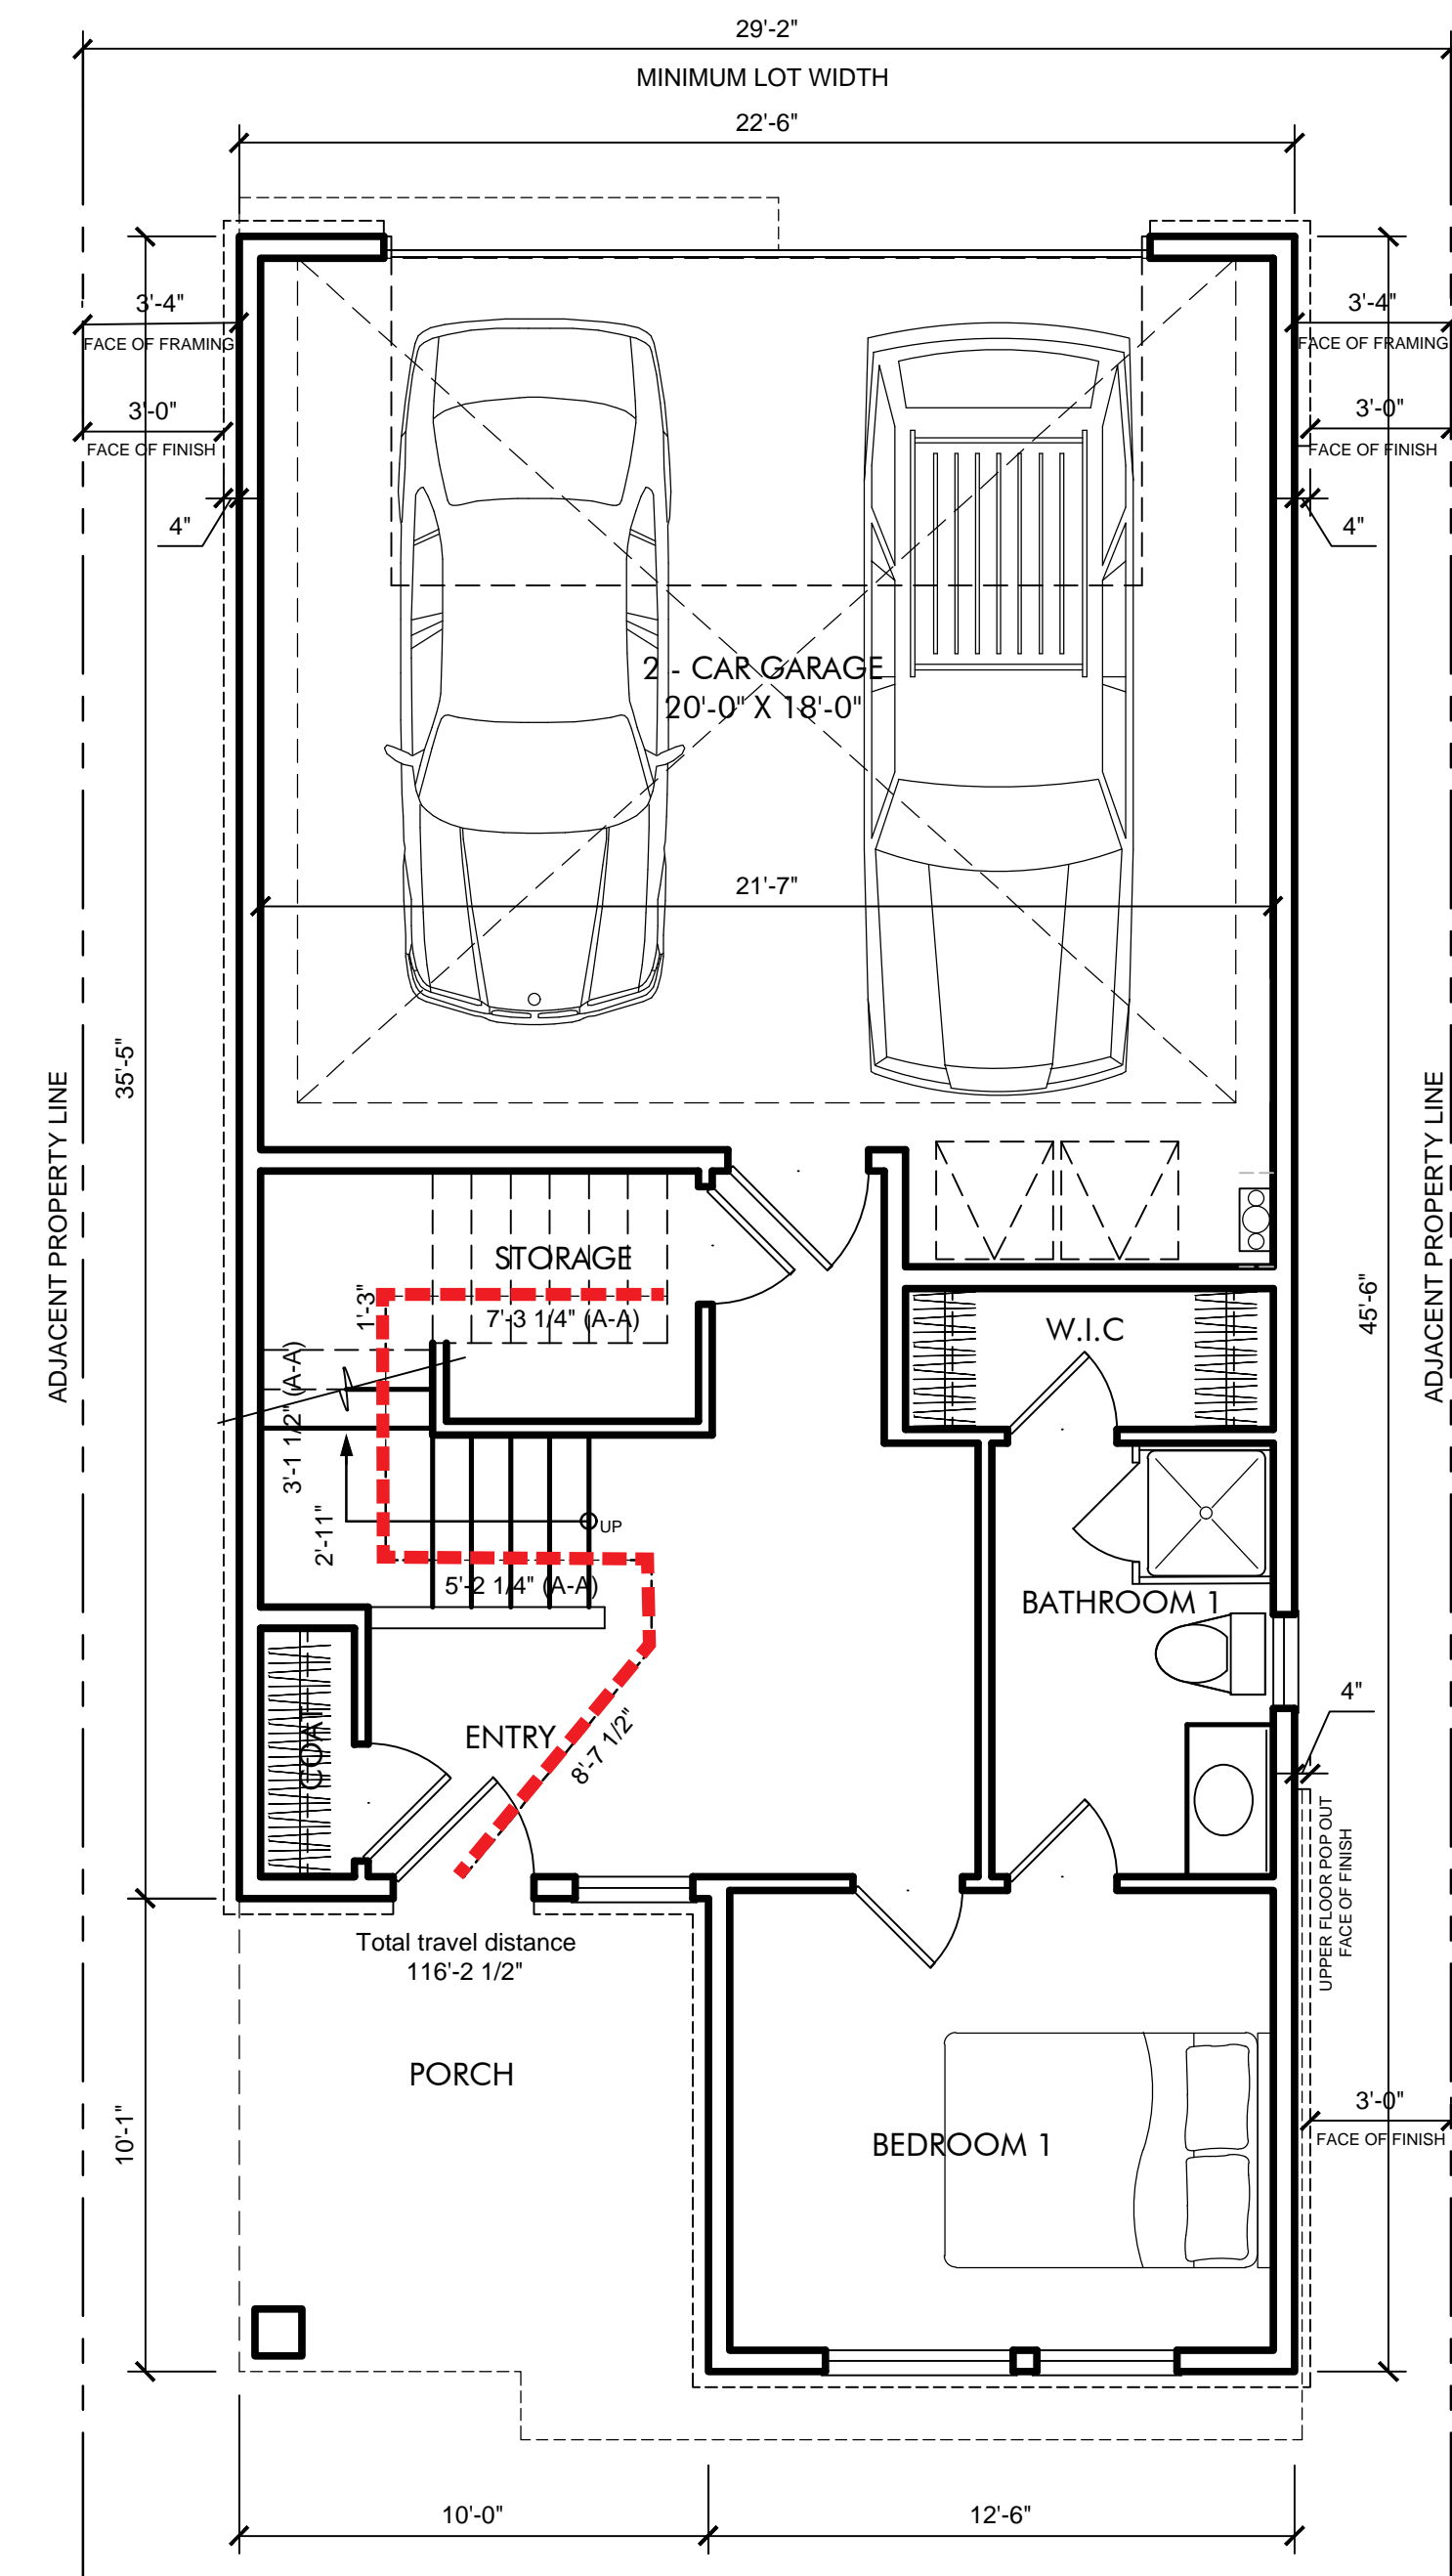 29'-2"
MINIMUM LOT WIDTH
22'-6"
3'-4"
FACE OF FRAMING
3'-4"
FACE OF FRAMING
3'-0"
FACE OF FINISH
3'-0"
FACE OF FINISH
4"
4"
2 - CAR GARAGE
20'-0" X 18'-0"
21'-7"
35'-5"
ADJACENT PROPERTY LINE
ADJACENT PROPERTY LINE
45'-6"
STORAGE
7'-3 1/4" (A-A)
1'-3"
W.I.C
3'-1 1/2" (A-A)
2'-11"
UP
5'-2 1/4" (A-A)
BATHROOM 1
4"
COAT
ENTRY
8'-7 1/2"
UPPER FLOOR POP OUT
FACE OF FINISH
Total travel distance
116'-2 1/2"
PORCH
10'-1"
BEDROOM 1
3'-0"
FACE OF FINISH
10'-0"
12'-6"